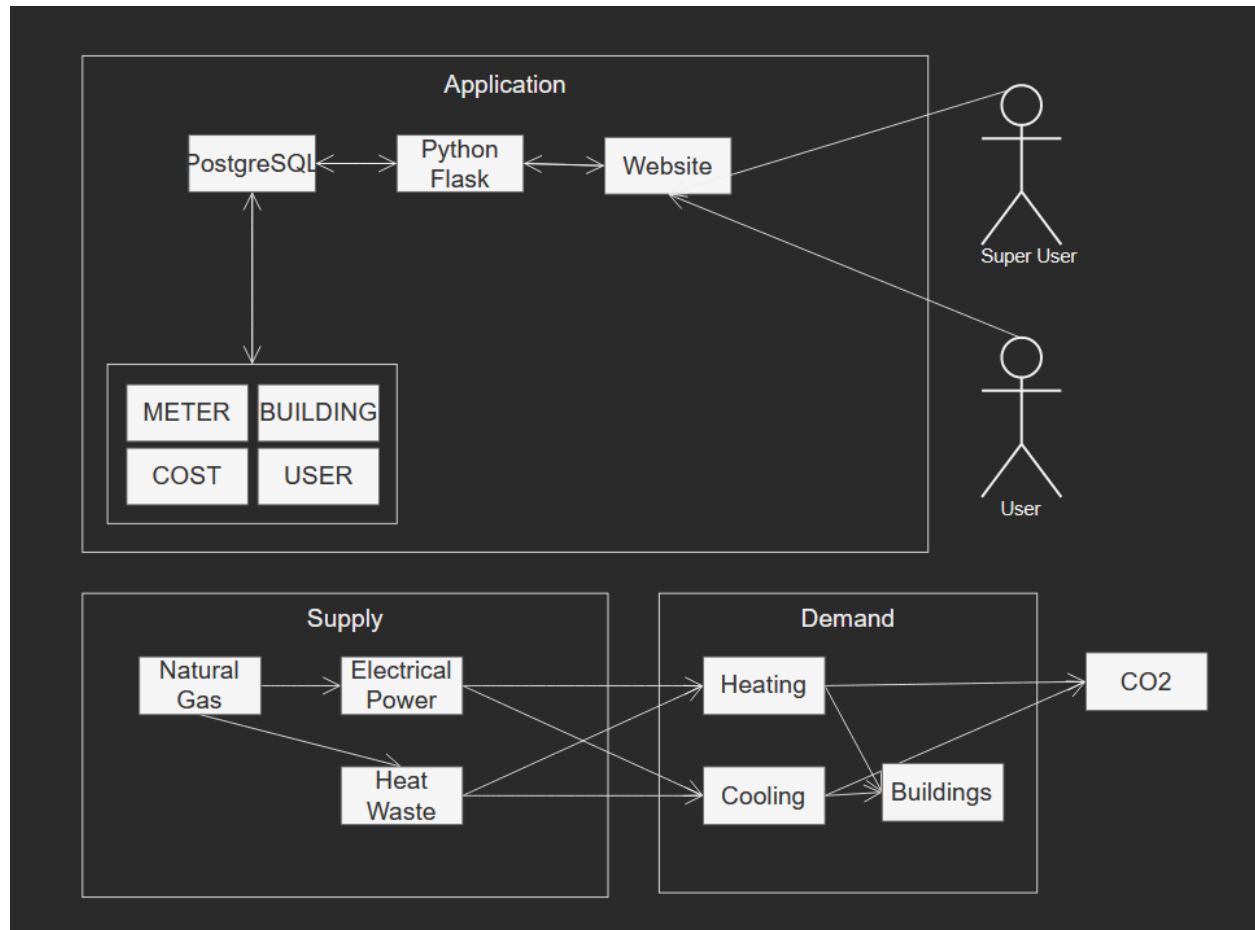 Application
PostgreSQL
Python
Flask
Website
Super User
METER
BUILDING
COST
USER
User
Supply
Demand
Natural
Gas
Electrical
Power
Heating
CO2
Heat
Waste
Cooling
Buildings